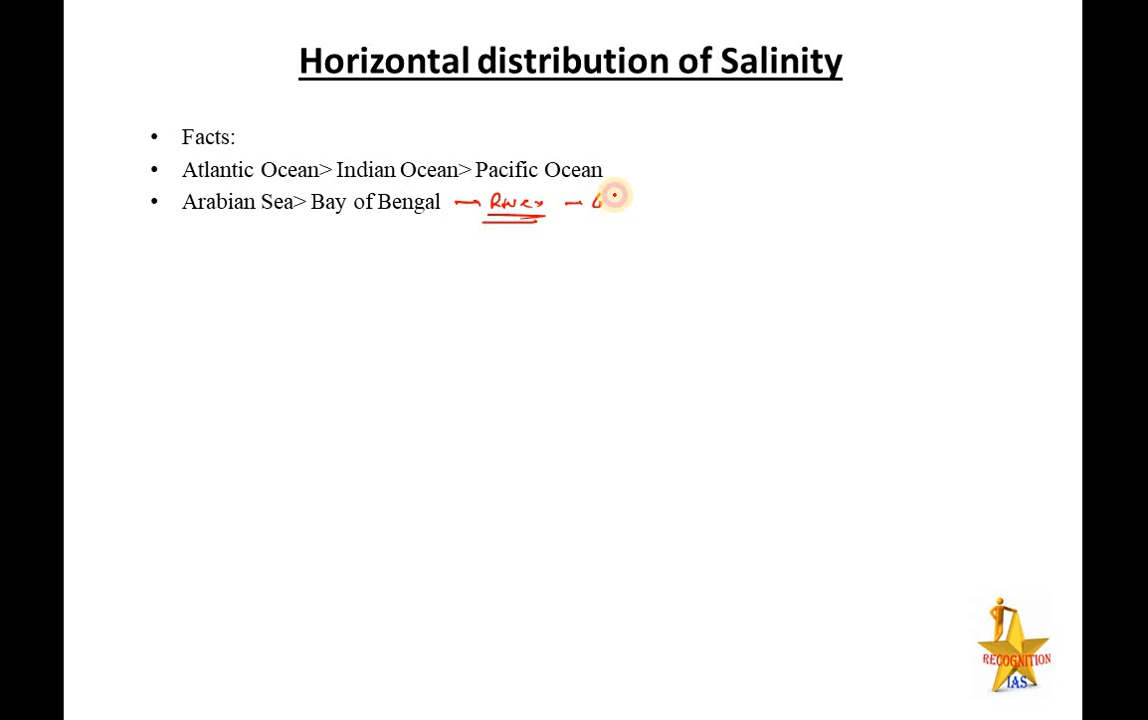 Horizontal distribution of Salinity
• Facts:
• Atlantic Ocean> Indian Ocean> Pacific Ocean
• Arabian Sea> Bay of Bengal → River –
RECOGNITION
IAS